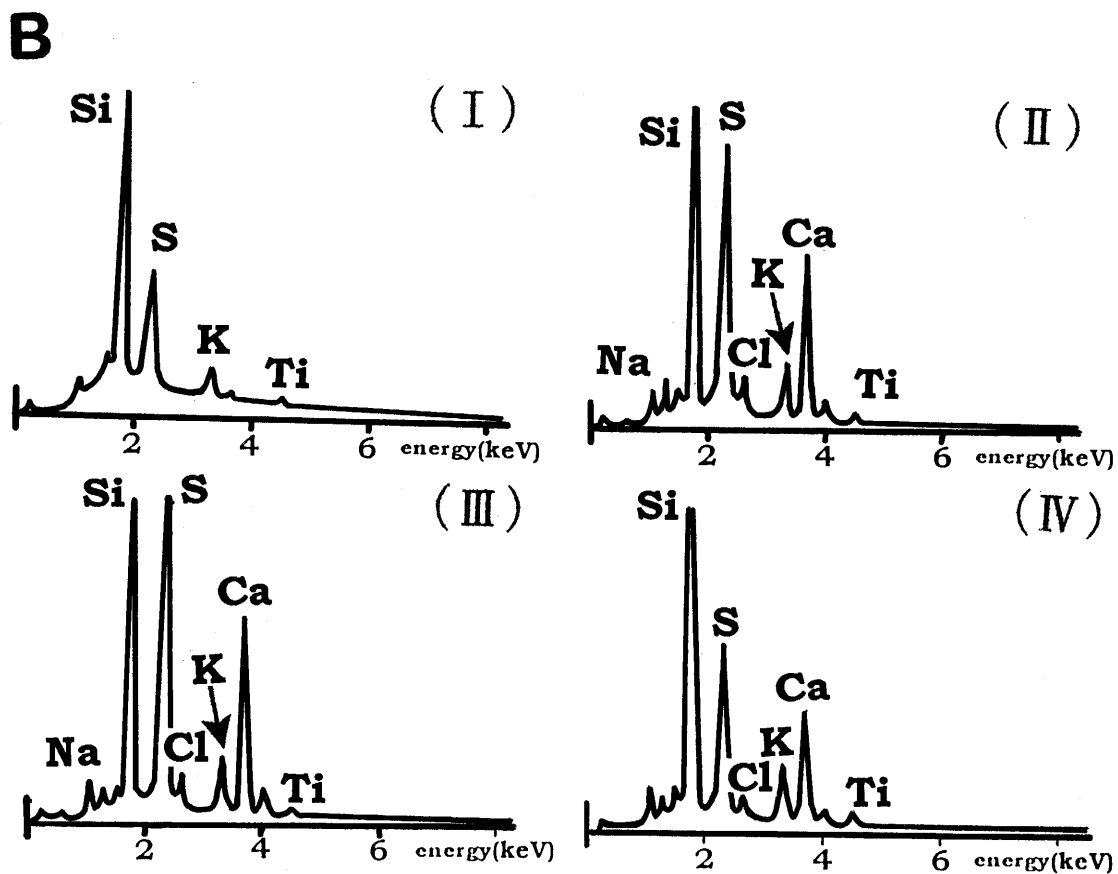 B
(Ⅰ)
Si
S
K
Ti
2 4 6 energy(keV)
(Ⅱ)
Si
S
Ca
K
Na
Cl
Ti
2 4 6 energy(keV)
(Ⅲ)
Si
S
Ca
K
Na
Cl
Ti
2 4 6 energy(keV)
(Ⅳ)
Si
S
Ca
K
Cl
Ti
2 4 6 energy(keV)